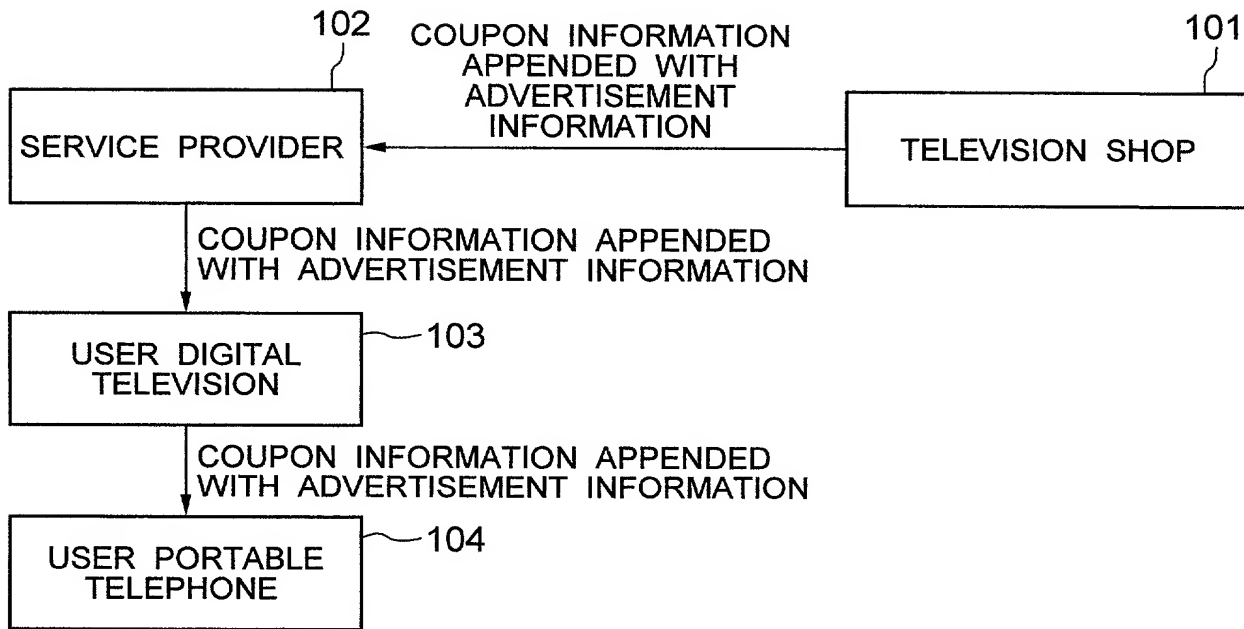 102
COUPON INFORMATION
APPENDED WITH
ADVERTISEMENT
INFORMATION
101
SERVICE PROVIDER
TELEVISION SHOP
COUPON INFORMATION APPENDED
WITH ADVERTISEMENT INFORMATION
USER DIGITAL
TELEVISION
103
COUPON INFORMATION APPENDED
WITH ADVERTISEMENT INFORMATION
USER PORTABLE
TELEPHONE
104